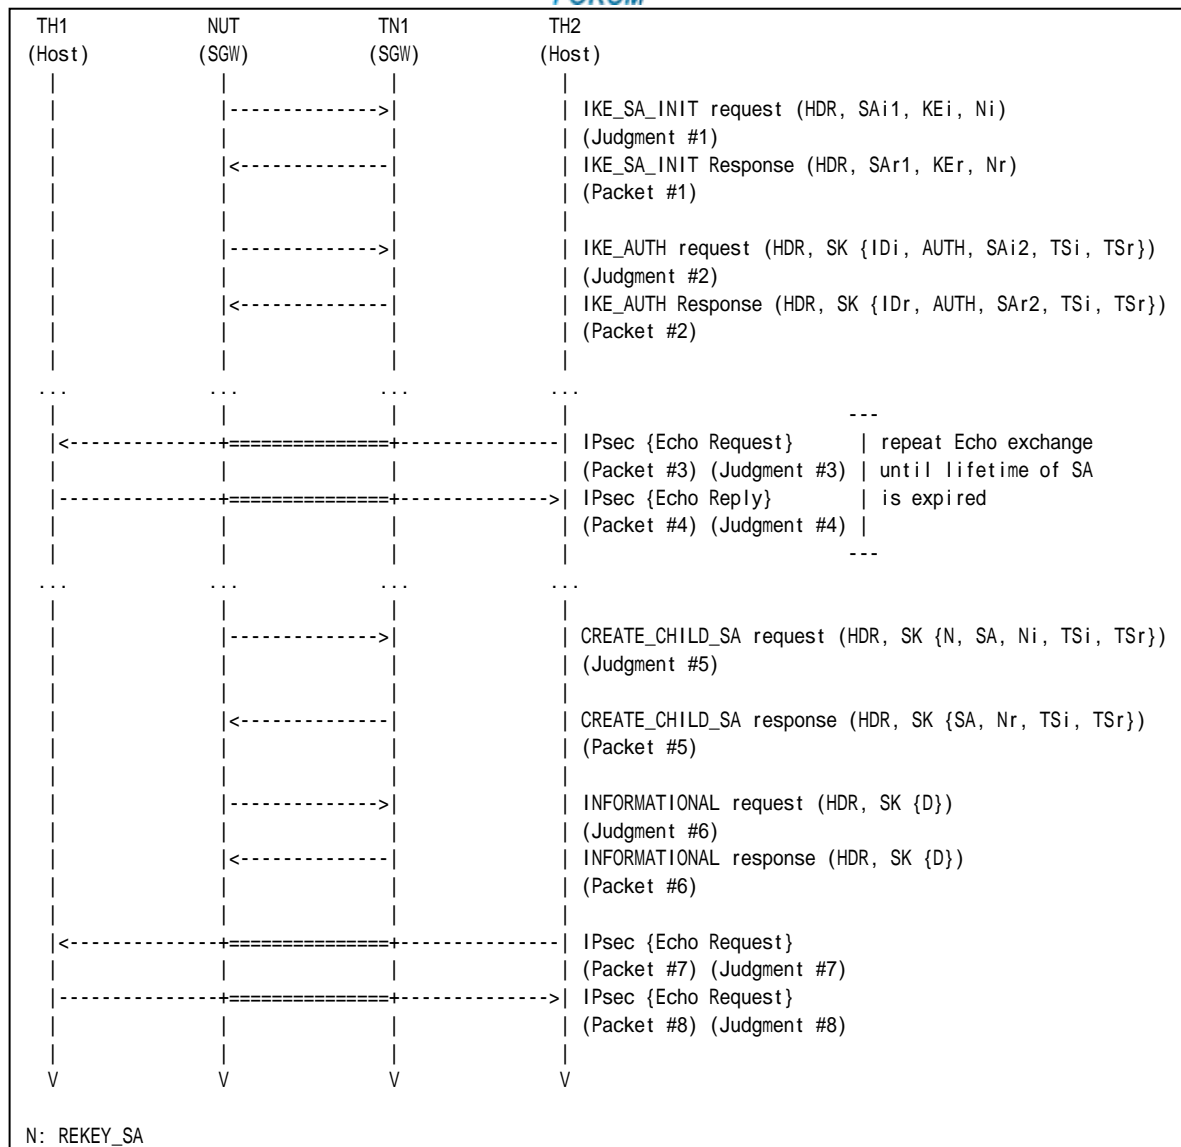 FORUM
TH1 NUT TN1 TH2
(Host) (SGW) (SGW) (Host)
| | | |
| |-------------->| | IKE_SA_INIT request (HDR, SAi1, KEi, Ni)
| | | | (Judgment #1)
| |<--------------| | IKE_SA_INIT Response (HDR, SAr1, KEr, Nr)
| | | | (Packet #1)
| | | |
| |-------------->| | IKE_AUTH request (HDR, SK {IDi, AUTH, SAi2, TSi, TSr})
| | | | (Judgment #2)
| |<--------------| | IKE_AUTH Response (HDR, SK {IDr, AUTH, SAr2, TSi, TSr})
| | | | (Packet #2)
| | | |
... ... ... ...
| | | | ---
|<--------------+===============+---------------| IPsec {Echo Request} | repeat Echo exchange
| | | | (Packet #3) (Judgment #3) | until lifetime of SA
|---------------+===============+-------------->| IPsec {Echo Reply} | is expired
| | | | (Packet #4) (Judgment #4) |
| | | | ---
... ... ... ...
| | | |
| |-------------->| | CREATE_CHILD_SA request (HDR, SK {N, SA, Ni, TSi, TSr})
| | | | (Judgment #5)
| | | |
| |<--------------| | CREATE_CHILD_SA response (HDR, SK {SA, Nr, TSi, TSr})
| | | | (Packet #5)
| | | |
| |-------------->| | INFORMATIONAL request (HDR, SK {D})
| | | | (Judgment #6)
| |<--------------| | INFORMATIONAL response (HDR, SK {D})
| | | | (Packet #6)
| | | |
|<--------------+===============+---------------| IPsec {Echo Request}
| | | | (Packet #7) (Judgment #7)
|---------------+===============+-------------->| IPsec {Echo Request}
| | | | (Packet #8) (Judgment #8)
| | | |
V V V V
N: REKEY_SA